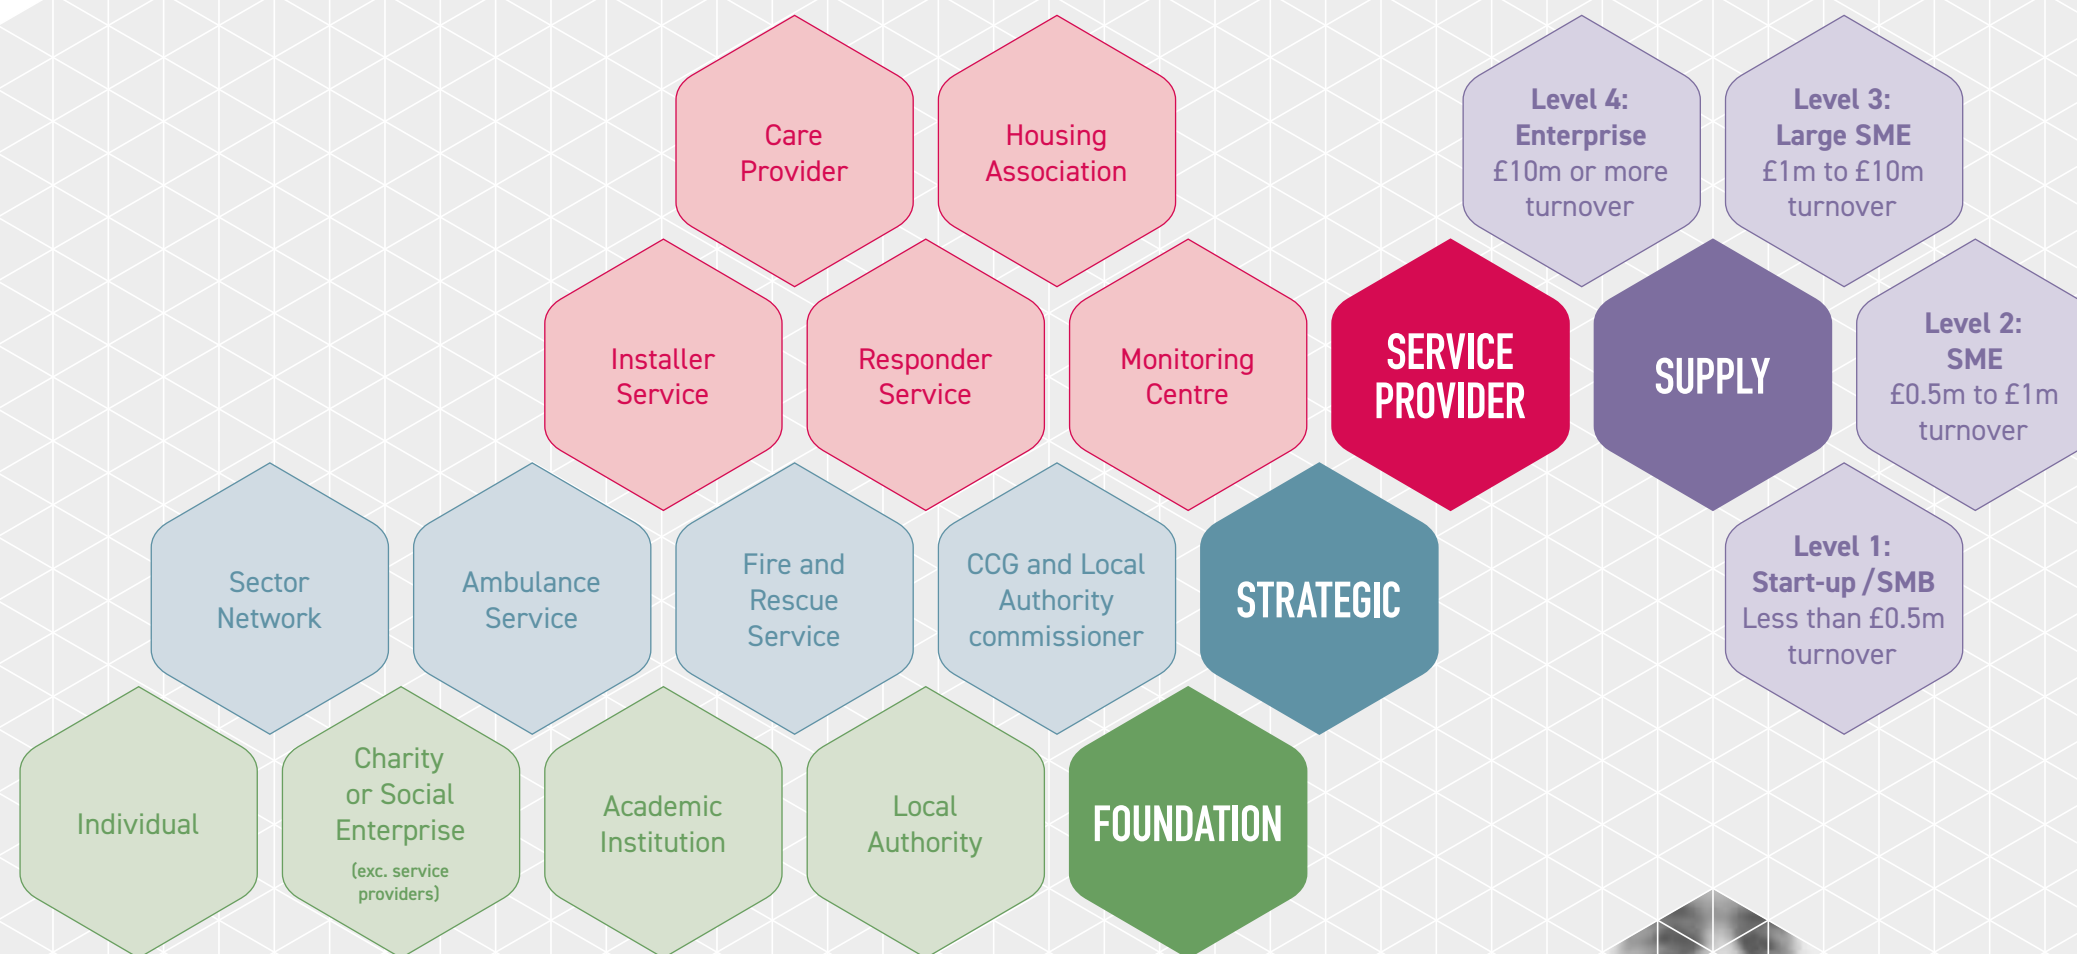 Care
Provider
Housing
Association
Level 4:
Enterprise
£10m or more
turnover
Level 3:
Large SME
£1m to £10m
turnover
Installer
Service
Responder
Service
Monitoring
Centre
SERVICE
PROVIDER
SUPPLY
Level 2:
SME
£0.5m to £1m
turnover
Sector
Network
Ambulance
Service
Fire and
Rescue
Service
CCG and Local
Authority
commissioner
STRATEGIC
Level 1:
Start-up / SMB
Less than £0.5m
turnover
Individual
Charity
or Social
Enterprise
(exc. service
providers)
Academic
Institution
Local
Authority
FOUNDATION